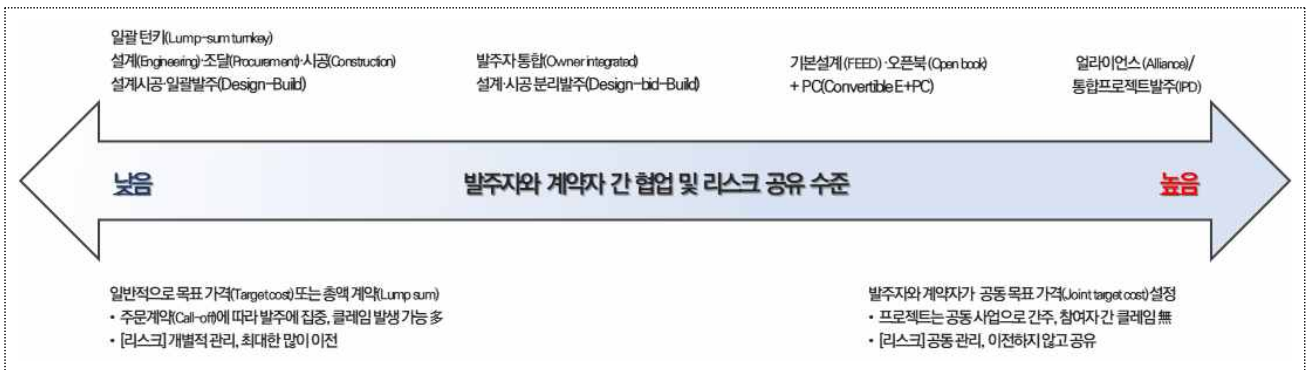 일괄 턴키(Lump-sum turnkey)
설계(Engineering)·조달(Procurement)·시공(Construction)
설계시공·일괄발주(Design-Build)
발주자 통합(Owner integrated)
설계·시공 분리발주(Design-bid-Build)
기본설계(FEED)·오픈북(Open book)
+ PC(Convertible E+PC)
얼라이언스(Alliance)/
통합프로젝트발주(IPD)
낮음
발주자와 계약자 간 협업 및 리스크 공유 수준
높음
일반적으로 목표 가격(Target cost) 또는 총액 계약(Lump sum)
• 주문계약(Call-off)에 따라 발주에 집중, 클레임 발생 가능 多
• [리스크] 개별적 관리, 최대한 많이 이전
발주자와 계약자가 공동 목표 가격(Joint target cost) 설정
• 프로젝트는 공동 사업으로 간주, 참여자 간 클레임 無
• [리스크] 공동 관리, 이전하지 않고 공유